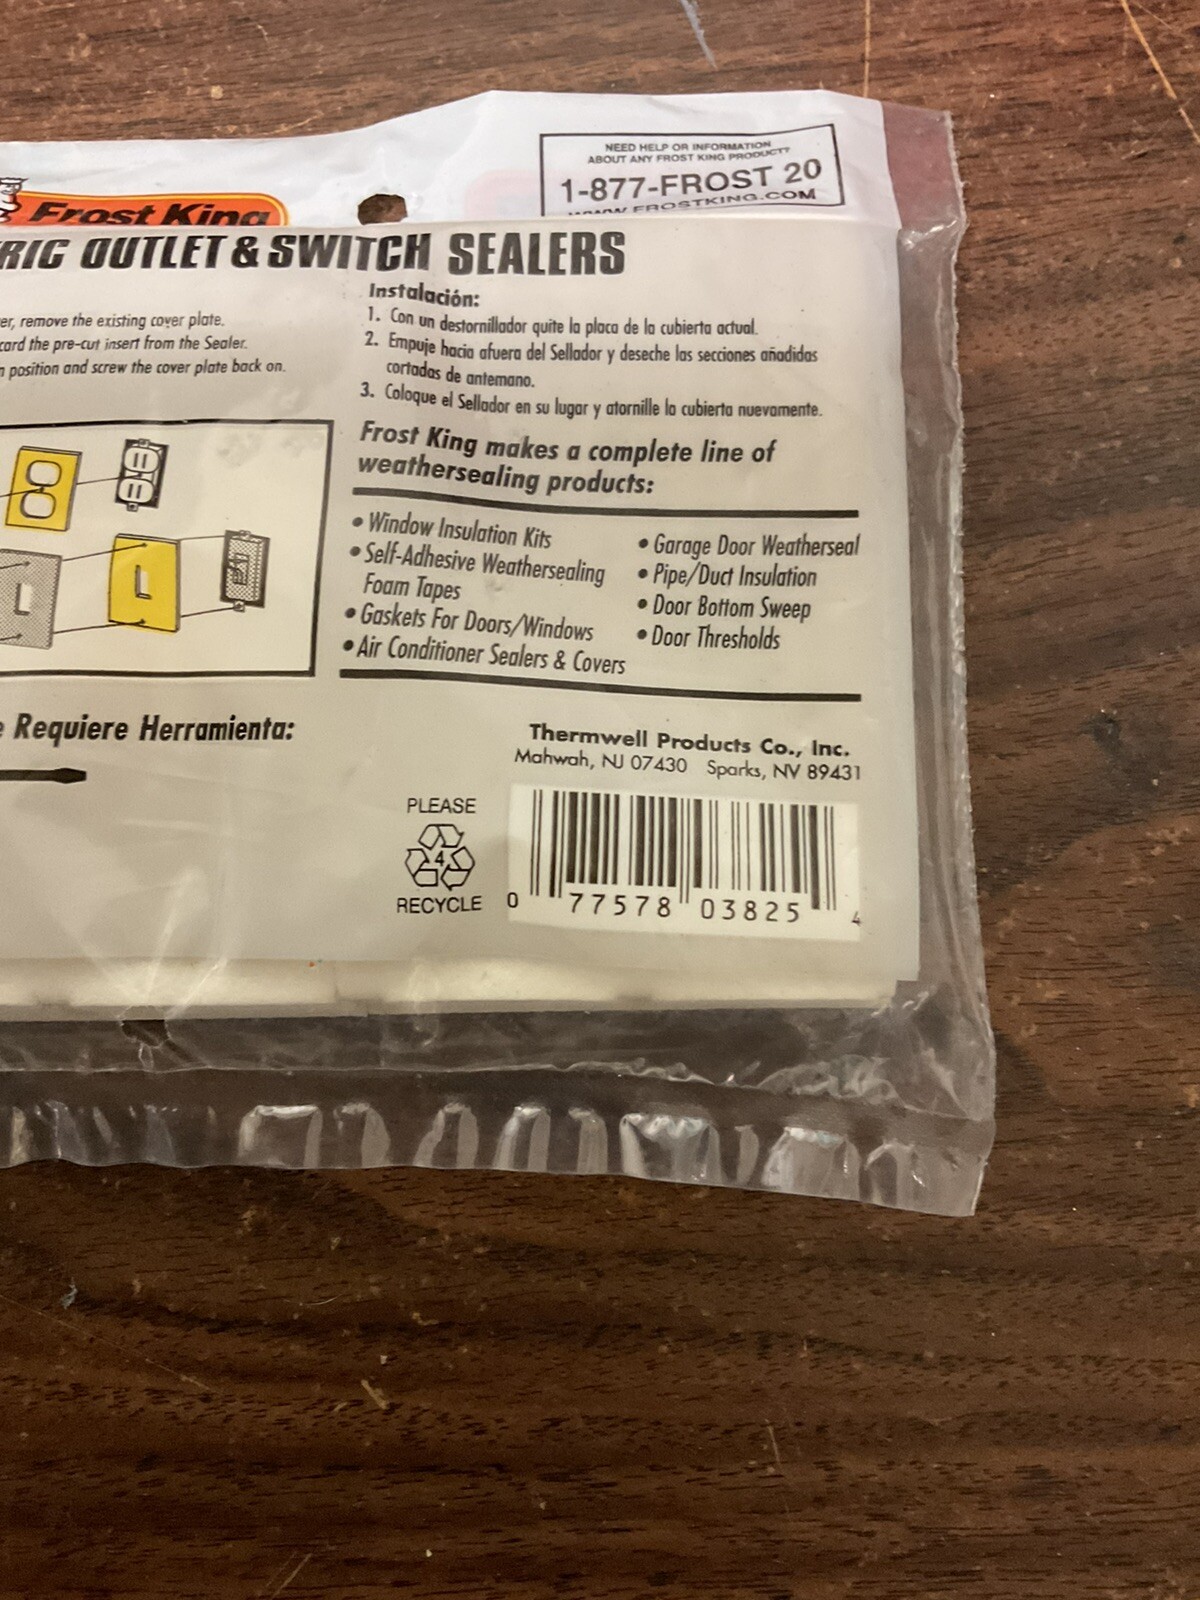 NEED HELP OR INFORMATION
ABOUT ANY FROST KING PRODUCT?
1-877-FROST 20
WWW.FROSTKING.COM
Frost King
RIC OUTLET & SWITCH SEALERS
er, remove the existing cover plate.
card the pre-cut insert from the Sealer.
n position and screw the cover plate back on.
Instalación:
1. Con un destornillador quite la placa de la cubierta actual.
2. Empuje hacia afuera del Sellador y deseche las secciones añadidas
cortadas de antemano.
3. Coloque el Sellador en su lugar y atornille la cubierta nuevamente.
Frost King makes a complete line of
weathersealing products:
• Window Insulation Kits
• Self-Adhesive Weathersealing
Foam Tapes
• Gaskets For Doors/Windows
• Air Conditioner Sealers & Covers
• Garage Door Weatherseal
• Pipe/Duct Insulation
• Door Bottom Sweep
• Door Thresholds
e Requiere Herramienta:
Thermwell Products Co., Inc.
Mahwah, NJ 07430 Sparks, NV 89431
PLEASE
4
RECYCLE
0 77578 03825 4